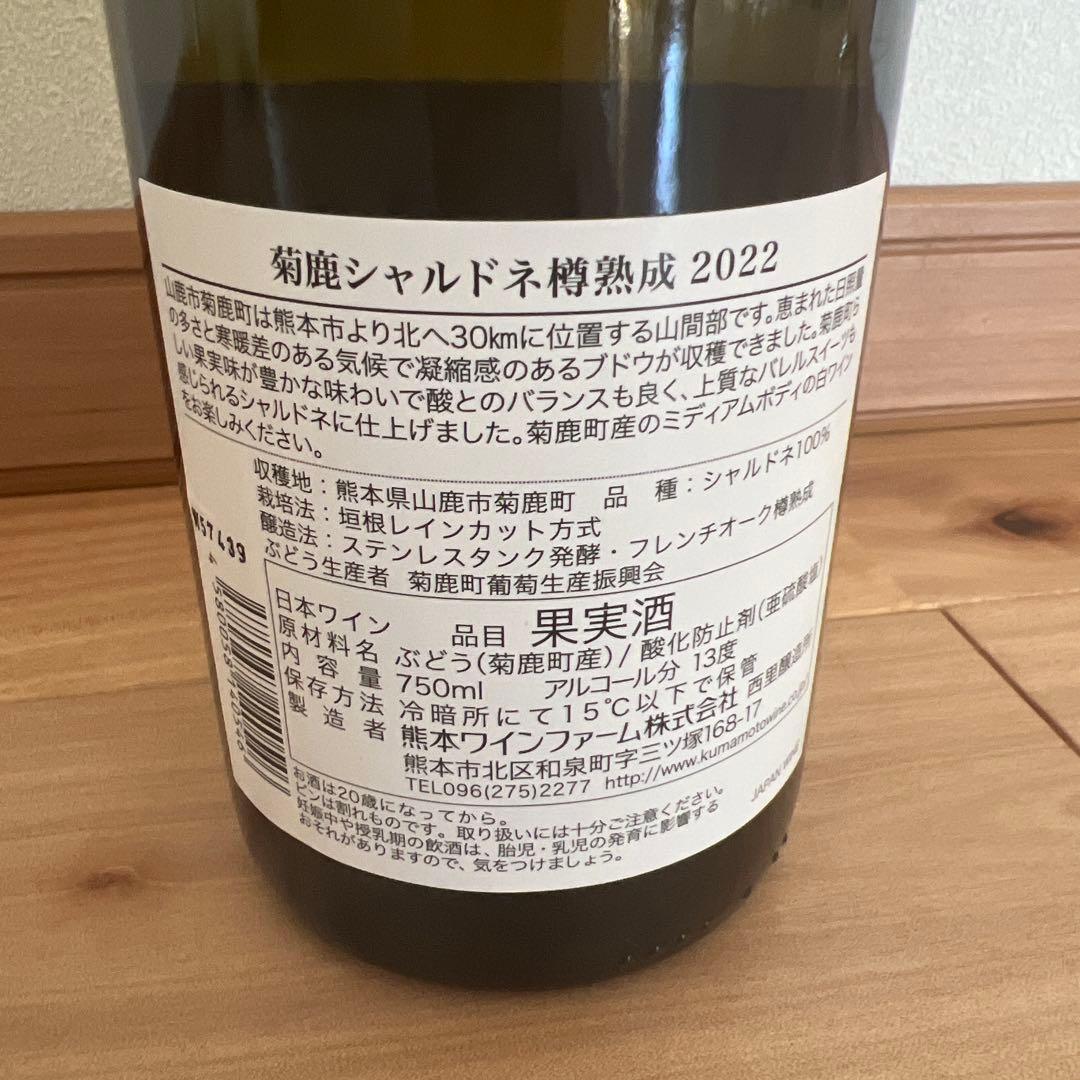 菊鹿シャルドネ樽熟成 2022
山鹿市菊鹿町は熊本市より北へ30kmに位置する山間部です。恵まれた日照量
の多さと寒暖差のある気候で凝縮感のあるブドウが収穫できました。菊鹿町ら
しい果実味が豊かな味わいで酸とのバランスも良く、上質なバレルスイーツも
感じられるシャルドネに仕上げました。菊鹿町産のミディアムボディの白ワイン
をお楽しみください。
収穫地：熊本県山鹿市菊鹿町 品 種：シャルドネ100%
栽培法：垣根レインカット方式
醸造法：ステンレスタンク発酵・フレンチオーク樽熟成
ぶどう生産者 菊鹿町葡萄生産振興会
日本ワイン 品目 果実酒
原材料名 ぶどう(菊鹿町産)/酸化防止剤(亜硫酸塩)
内容量 750ml アルコール分 13度
保存方法 冷暗所にて15℃以下で保管
製造者 熊本ワインファーム株式会社 西里醸造所
熊本市北区和泉町字三ツ塚168-17
TEL096(275)2277 http://www.kumamotowine.co.jp
お酒は20歳になってから。
ビンは割れものです。取り扱いには十分ご注意ください。
妊娠中や授乳期の飲酒は、胎児・乳児の発育に影響する
おそれがありますので、気をつけましょう。
JAPAN WINE